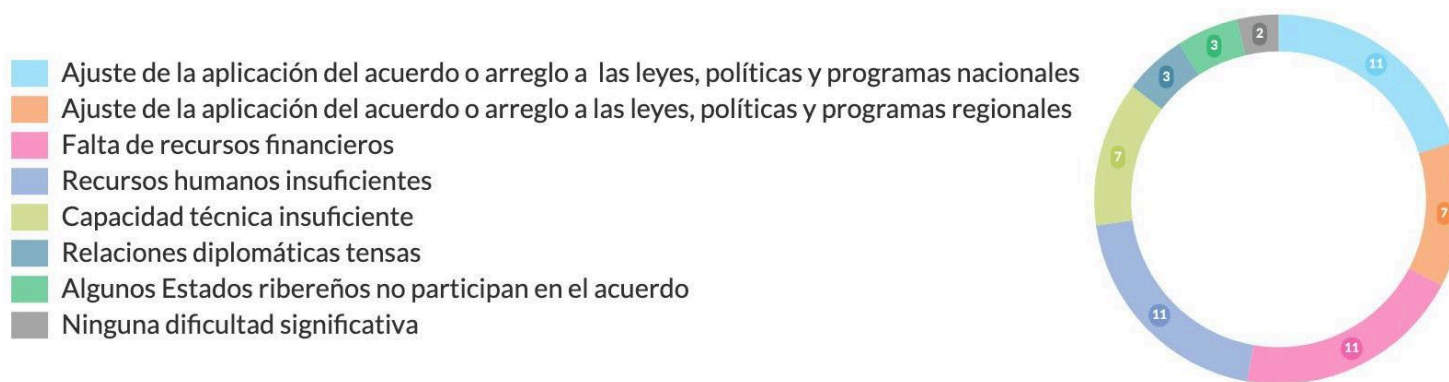 Ajuste de la aplicación del acuerdo o arreglo a las leyes, políticas y programas nacionales
Ajuste de la aplicación del acuerdo o arreglo a las leyes, políticas y programas regionales
Falta de recursos financieros
Recursos humanos insuficientes
Capacidad técnica insuficiente
Relaciones diplomáticas tensas
Algunos Estados ribereños no participan en el acuerdo
Ninguna dificultad significativa
11
7
11
11
7
3
3
2